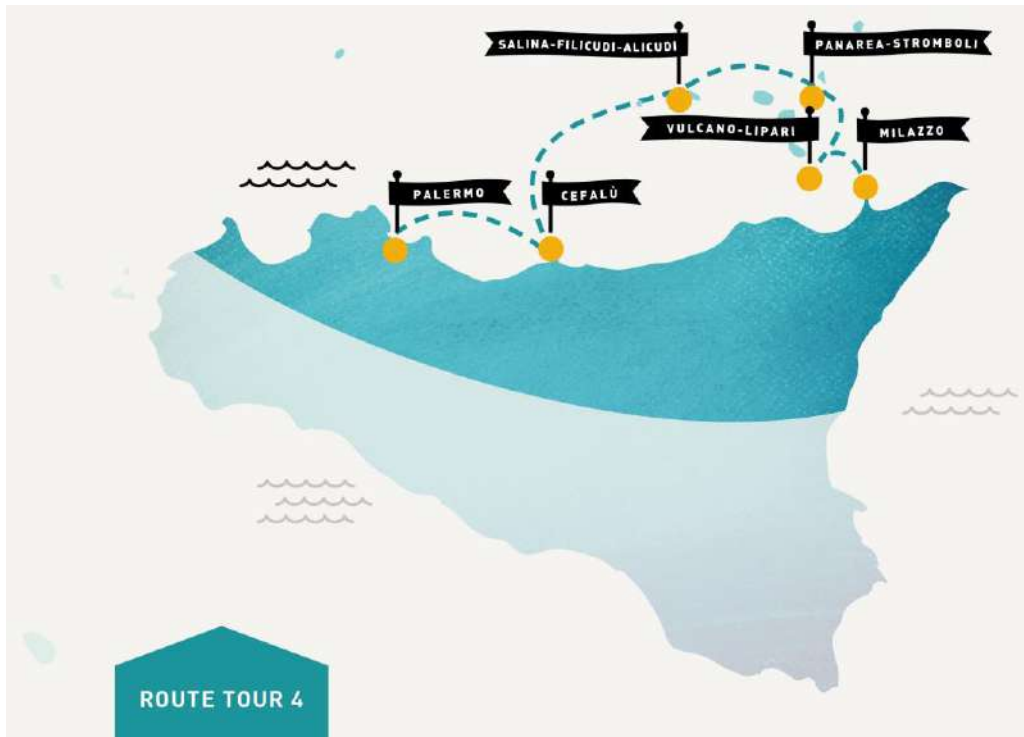 SALINA-FILICUDI-ALICUDI
PANAREA-STROMBOLI
VULCANO-LIPARI
MILAZZO
PALERMO
CEFALÙ
ROUTE TOUR 4